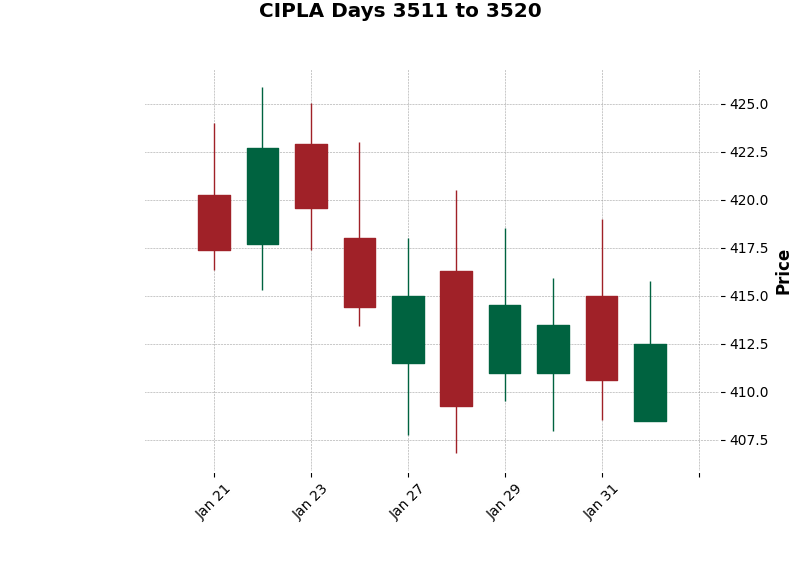 CIPLA Days 3511 to 3520
425.0
422.5
420.0
417.5
415.0
412.5
410.0
407.5
Price
Jan 21
Jan 23
Jan 27
Jan 29
Jan 31